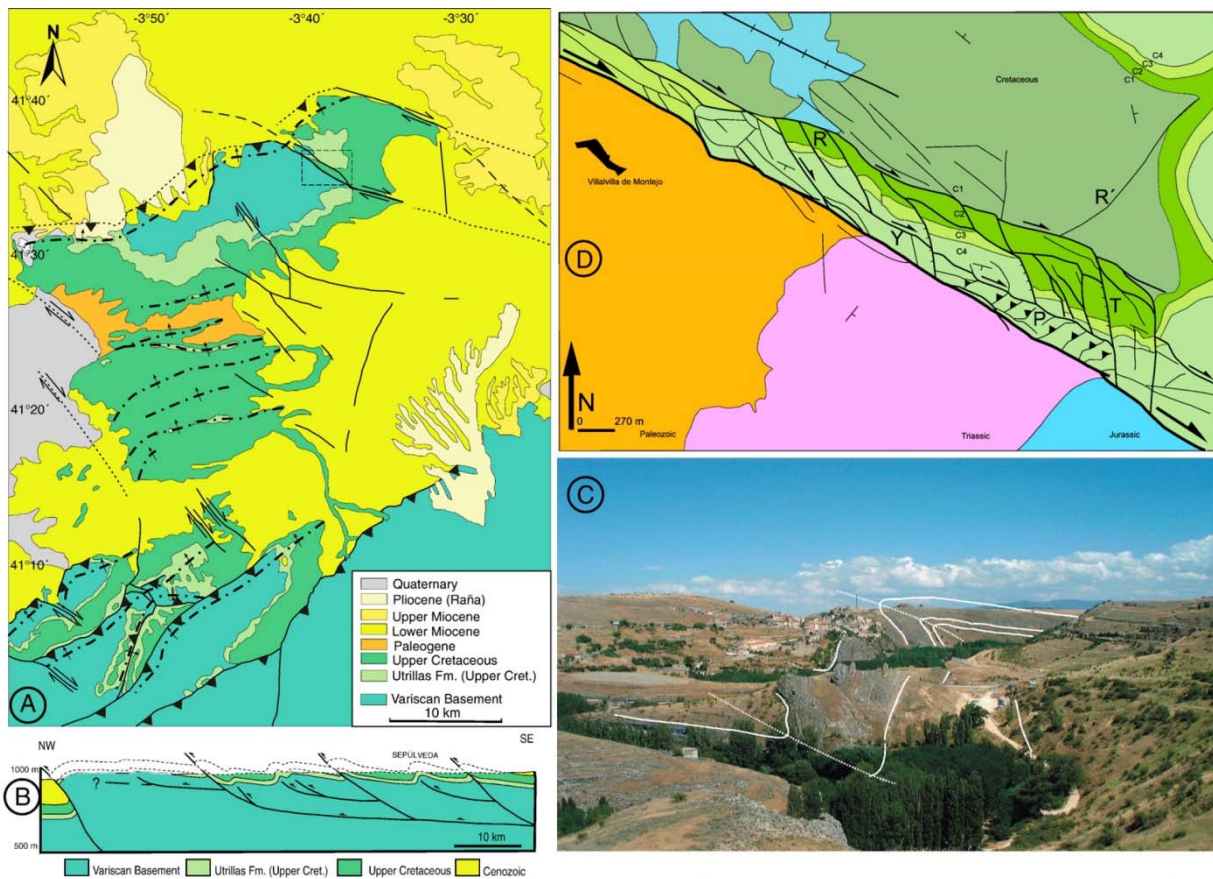 -3°50'
-3°40'
-3°30'
N
41°40'
41°30'
41°20'
41°10'
Quaternary
Pliocene (Raña)
Upper Miocene
Lower Miocene
Paleogene
Upper Cretaceous
Utrillas Fm. (Upper Cret.)
Variscan Basement
10 km
A
NW
SE
SEPÚLVEDA
1000 m
?
B
10 km
500 m
Variscan Basement
Utrillas Fm. (Upper Cret.)
Upper Cretaceous
Cenozoic
C4
C3
C2
C1
Cretaceous
R
R´
Villalvilla de Montejo
C1
C2
C3
C4
Y
D
T
P
N
0 270 m
Paleozoic
Triassic
Jurassic
C